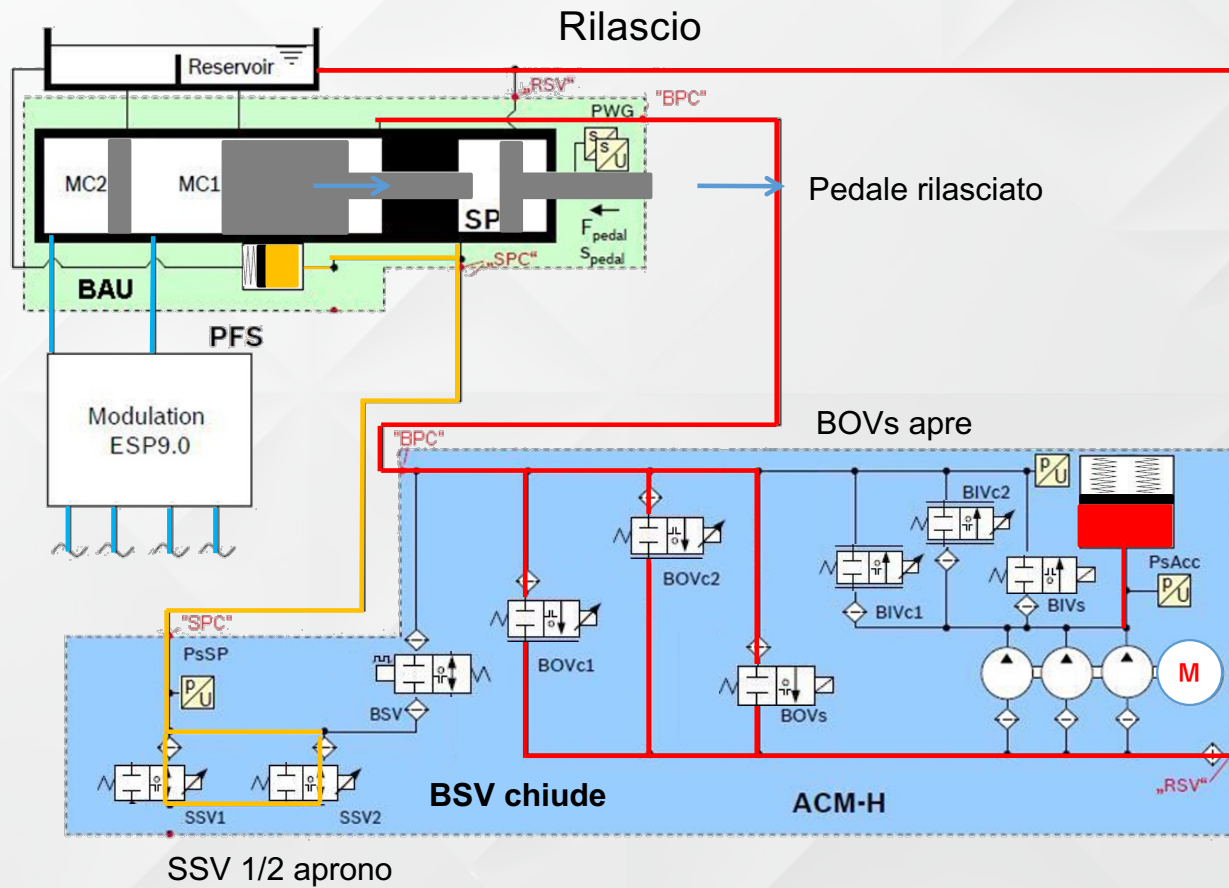 Rilascio
Reservoir
„RSV“
"BPC"
PWG
S
S
U
MC2
MC1
SP
Pedale rilasciato
F pedal
S pedal
„SPC“
BAU
PFS
Modulation
ESP9.0
"BPC"
BOVs apre
BIVc2
P
U
PsAcc
P
U
BOVc2
BIVc1
BIVs
"SPC"
PsSP
P
U
BOVc1
M
BSV
BOVs
BSV chiude
ACM-H
„RSV“
SSV1
SSV2
SSV 1/2 aprono